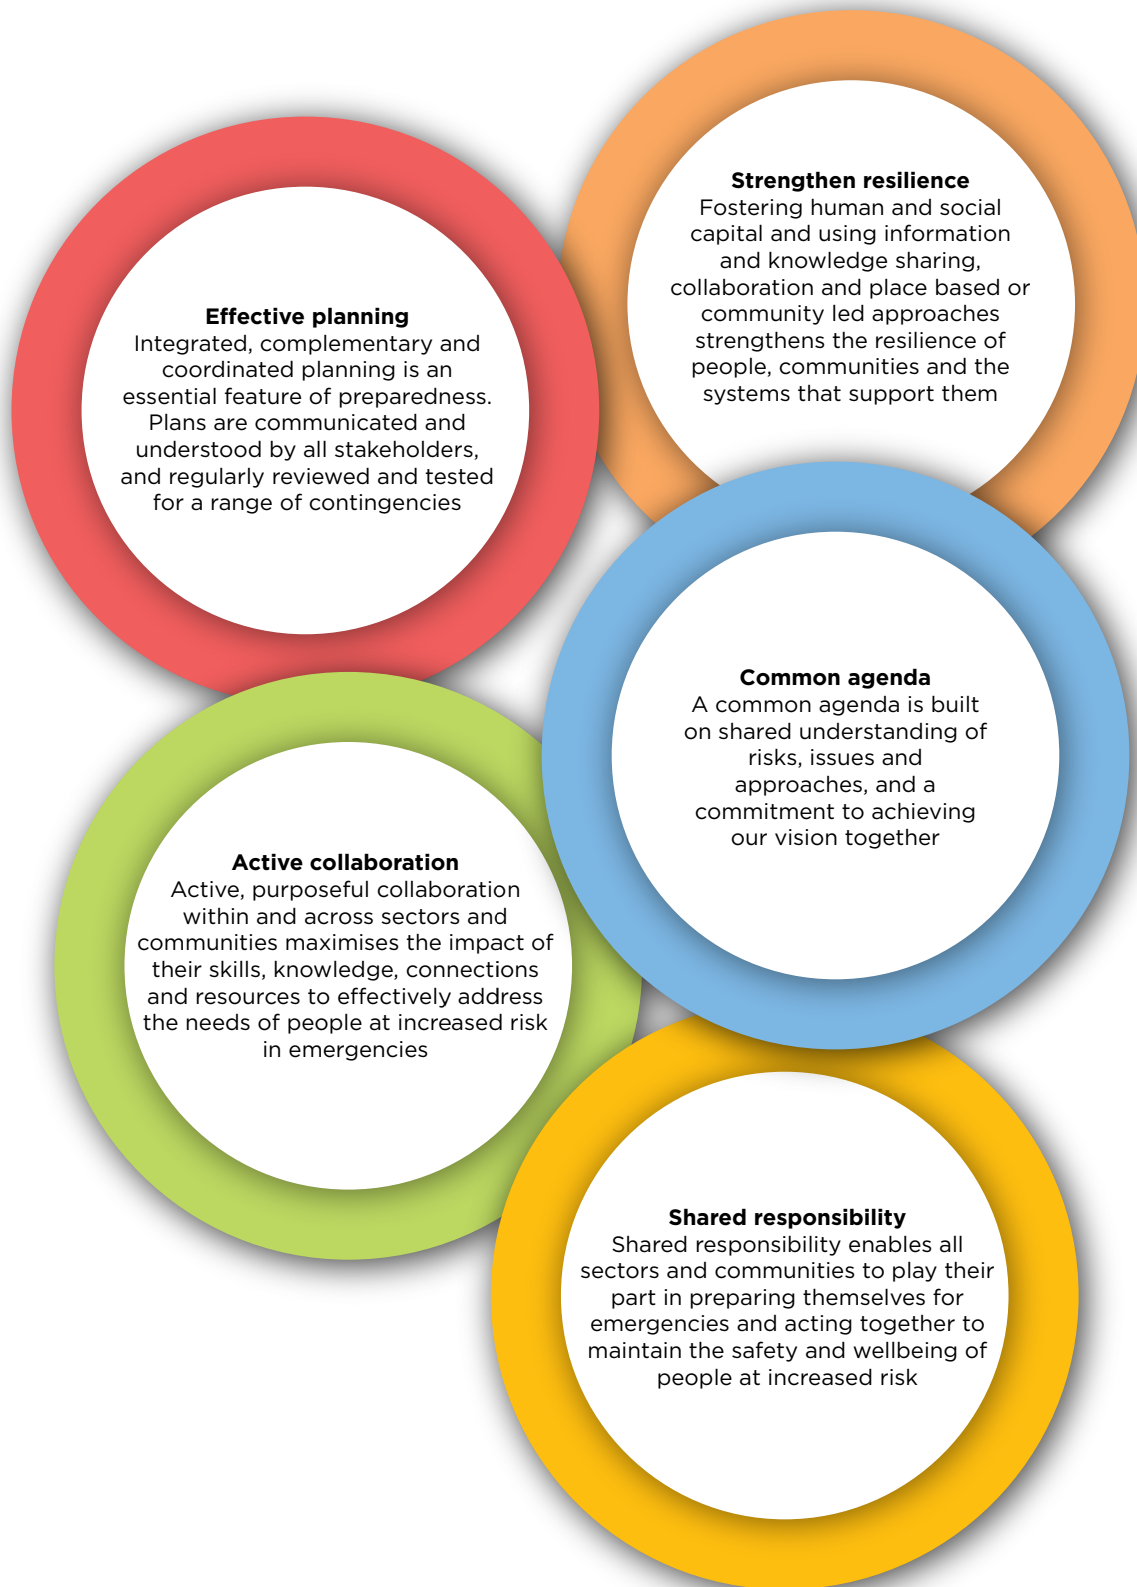 Strengthen resilience
Fostering human and social
capital and using information
and knowledge sharing,
collaboration and place based or
community led approaches
strengthens the resilience of
people, communities and the
systems that support them
Effective planning
Integrated, complementary and
coordinated planning is an
essential feature of preparedness.
Plans are communicated and
understood by all stakeholders,
and regularly reviewed and tested
for a range of contingencies
Common agenda
A common agenda is built
on shared understanding of
risks, issues and
approaches, and a
commitment to achieving
our vision together
Active collaboration
Active, purposeful collaboration
within and across sectors and
communities maximises the impact of
their skills, knowledge, connections
and resources to effectively address
the needs of people at increased risk
in emergencies
Shared responsibility
Shared responsibility enables all
sectors and communities to play their
part in preparing themselves for
emergencies and acting together to
maintain the safety and wellbeing of
people at increased risk